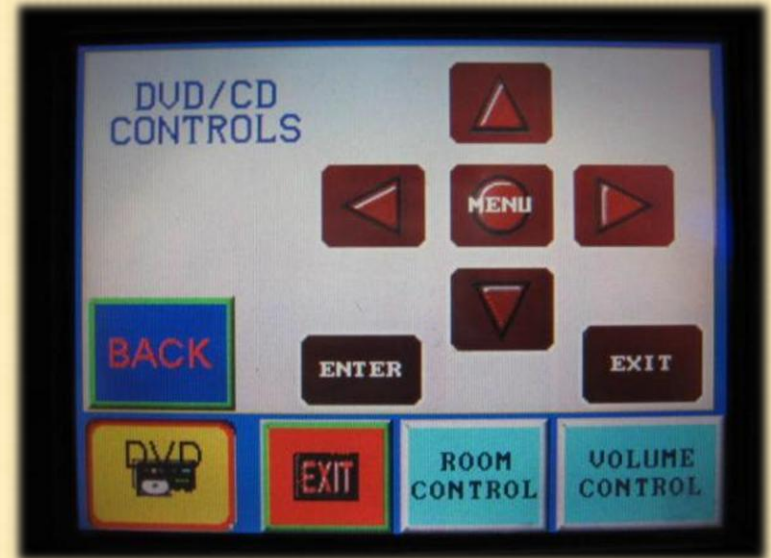 DVD/CD
CONTROLS
MENU
BACK
ENTER
EXIT
DVD
EXIT
ROOM
CONTROL
VOLUME
CONTROL